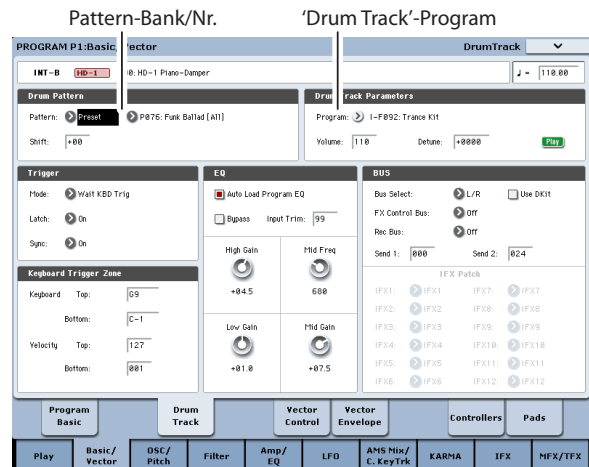 Pattern-Bank/Nr. 'Drum Track'-Program
PROGRAM P1:Basic/Vector DrumTrack
INT-B HD-1 0: HD-1 Piano-Damper ♩ = 110.00
Drum Pattern
Pattern: Preset P076: Funk Ballad [All]
Shift: +00
Drum Track Parameters
Program: I-F092: Trance Kit
Volume: 110 Detune: +0000 Play
Trigger
Mode: Wait KBD Trig
Latch: On
Sync: On
Keyboard Trigger Zone
Keyboard Top: G9
Bottom: C-1
Velocity Top: 127
Bottom: 001
EQ
Auto Load Program EQ
Bypass Input Trim: 99
High Gain Mid Freq
+04.5 680
Low Gain Mid Gain
+01.0 +07.5
BUS
Bus Select: L/R Use DKit
FX Control Bus: Off
Rec Bus: Off
Send 1: 000 Send 2: 024
IFX Patch
IFX1: IFX1 IFX7: IFX7
IFX2: IFX2 IFX8: IFX8
IFX3: IFX3 IFX9: IFX9
IFX4: IFX4 IFX10: IFX10
IFX5: IFX5 IFX11: IFX11
IFX6: IFX6 IFX12: IFX12
Program Basic Drum Track Vector Control Vector Envelope Controllers Pads
Play Basic/Vector OSC/Pitch Filter Amp/EQ LFO AMS Mix/C.KeyTrk KARMA IFX MFX/TFX